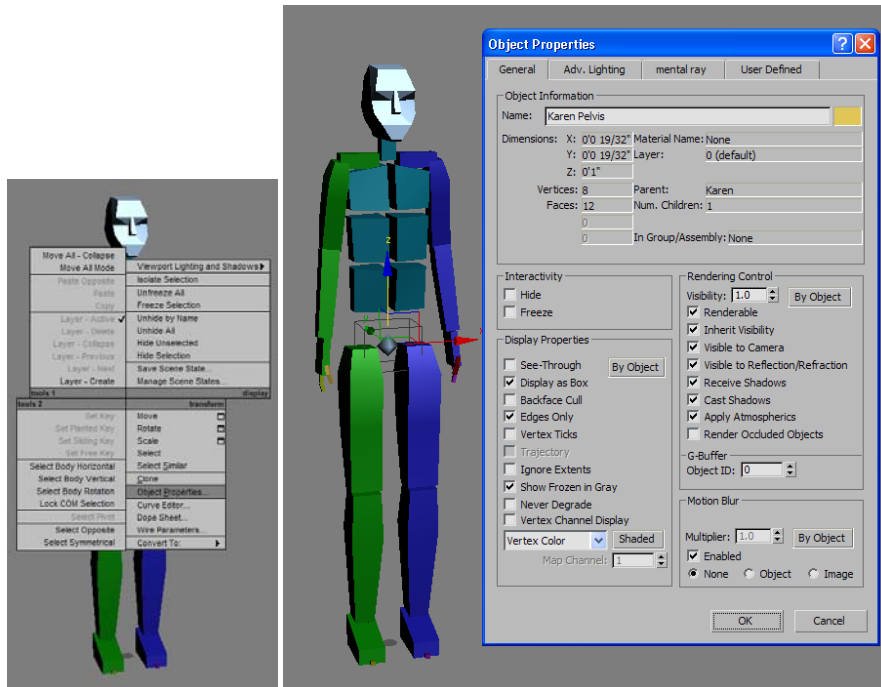 Move All - Collapse
Move All Mode
Paste Opposite
Paste
Copy
Layer - Active
Layer - Delete
Layer - Collapse
Layer - Previous
Layer - Next
Layer - Create
Viewport Lighting and Shadows
Isolate Selection
Unfreeze All
Freeze Selection
Unhide by Name
Unhide All
Hide Unselected
Hide Selection
Save Scene State...
Manage Scene States...
tools 1
display
tools 2
transform
Set Key
Set Planted Key
Set Sliding Key
Set Free Key
Select Body Horizontal
Select Body Vertical
Select Body Rotation
Lock COM Selection
Select Pivot
Select Opposite
Select Symmetrical
Move
Rotate
Scale
Select
Select Similar
Clone
Object Properties...
Curve Editor...
Dope Sheet...
Wire Parameters...
Convert To:
z
y
x
Object Properties
General
Adv. Lighting
mental ray
User Defined
Object Information
Name: Karen Pelvis
Dimensions: X: 0'0 19/32" Material Name: None
Y: 0'0 19/32" Layer: 0 (default)
Z: 0'1"
Vertices: 8 Parent: Karen
Faces: 12 Num. Children: 1
0
0 In Group/Assembly: None
Interactivity
Hide
Freeze
Display Properties
See-Through
By Object
Display as Box
Backface Cull
Edges Only
Vertex Ticks
Trajectory
Ignore Extents
Show Frozen in Gray
Never Degrade
Vertex Channel Display
Vertex Color
Shaded
Map Channel: 1
Rendering Control
Visibility: 1.0 By Object
Renderable
Inherit Visibility
Visible to Camera
Visible to Reflection/Refraction
Receive Shadows
Cast Shadows
Apply Atmospherics
Render Occluded Objects
G-Buffer
Object ID: 0
Motion Blur
Multiplier: 1.0 By Object
Enabled
None Object Image
OK Cancel